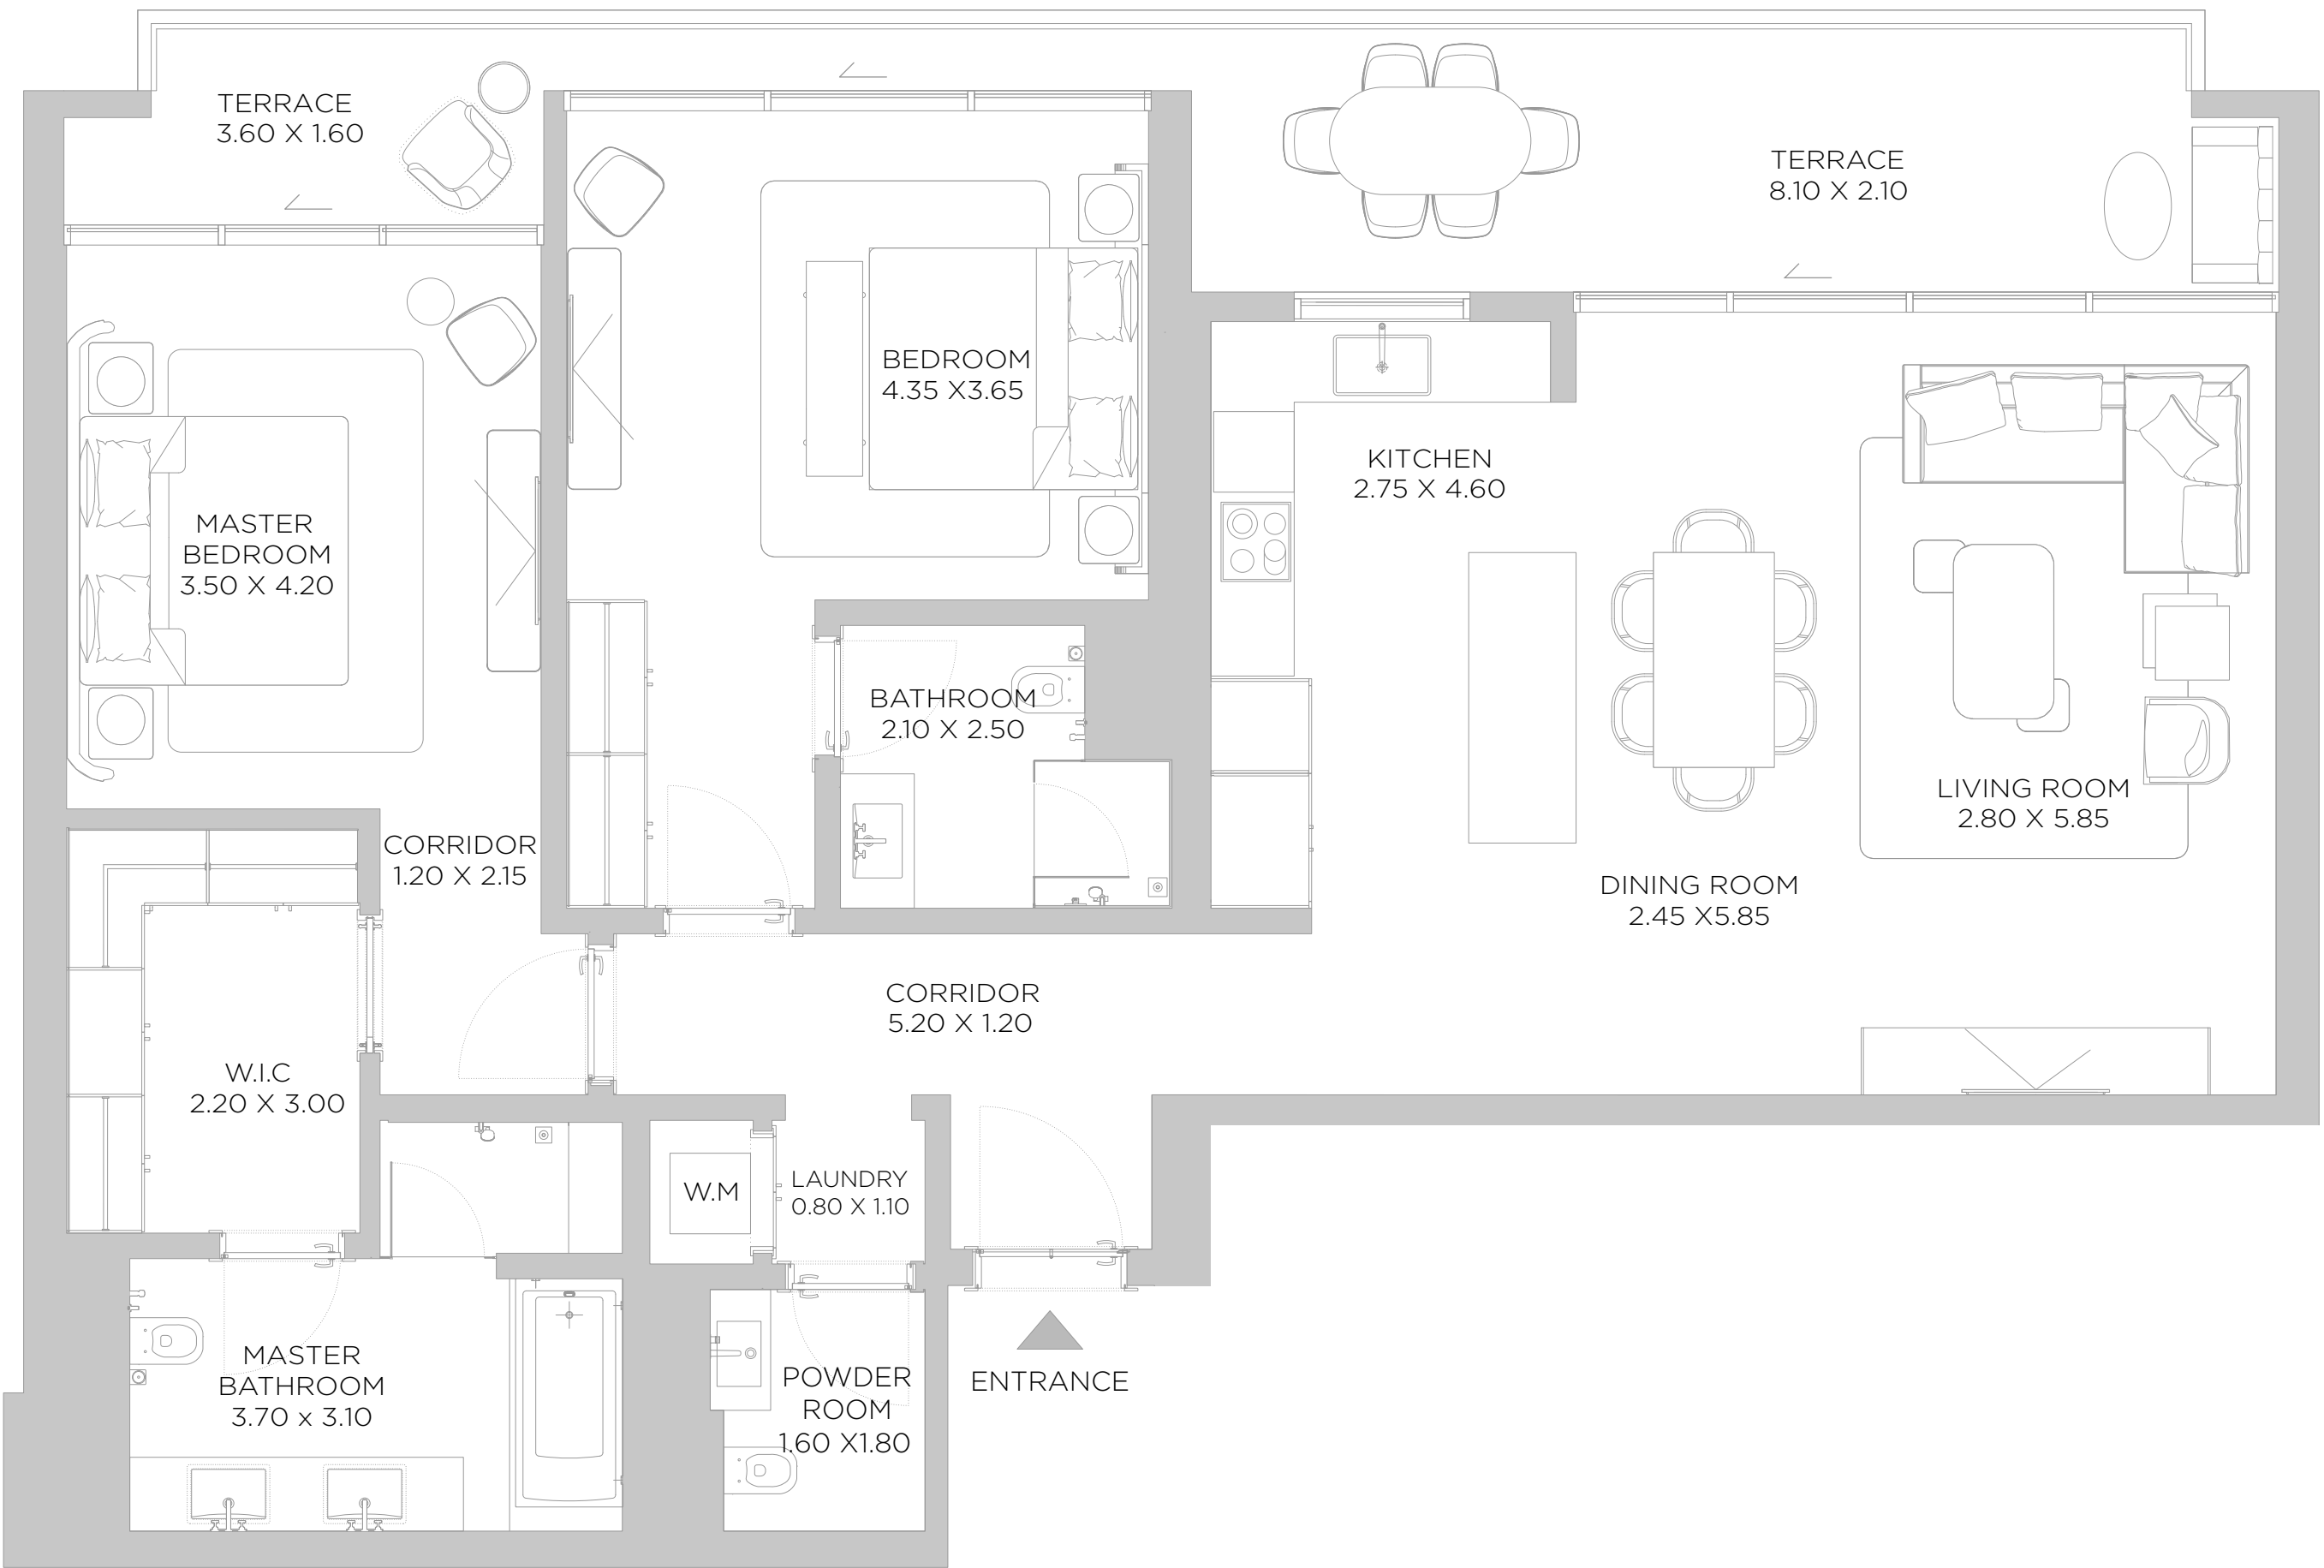 TERRACE
3.60 X 1.60
TERRACE
8.10 X 2.10
BEDROOM
4.35 X3.65
KITCHEN
2.75 X 4.60
MASTER
BEDROOM
3.50 X 4.20
BATHROOM
2.10 X 2.50
LIVING ROOM
2.80 X 5.85
CORRIDOR
1.20 X 2.15
DINING ROOM
2.45 X5.85
CORRIDOR
5.20 X 1.20
W.I.C
2.20 X 3.00
W.M
LAUNDRY
0.80 X 1.10
MASTER
BATHROOM
3.70 x 3.10
POWDER
ROOM
1.60 X1.80
ENTRANCE